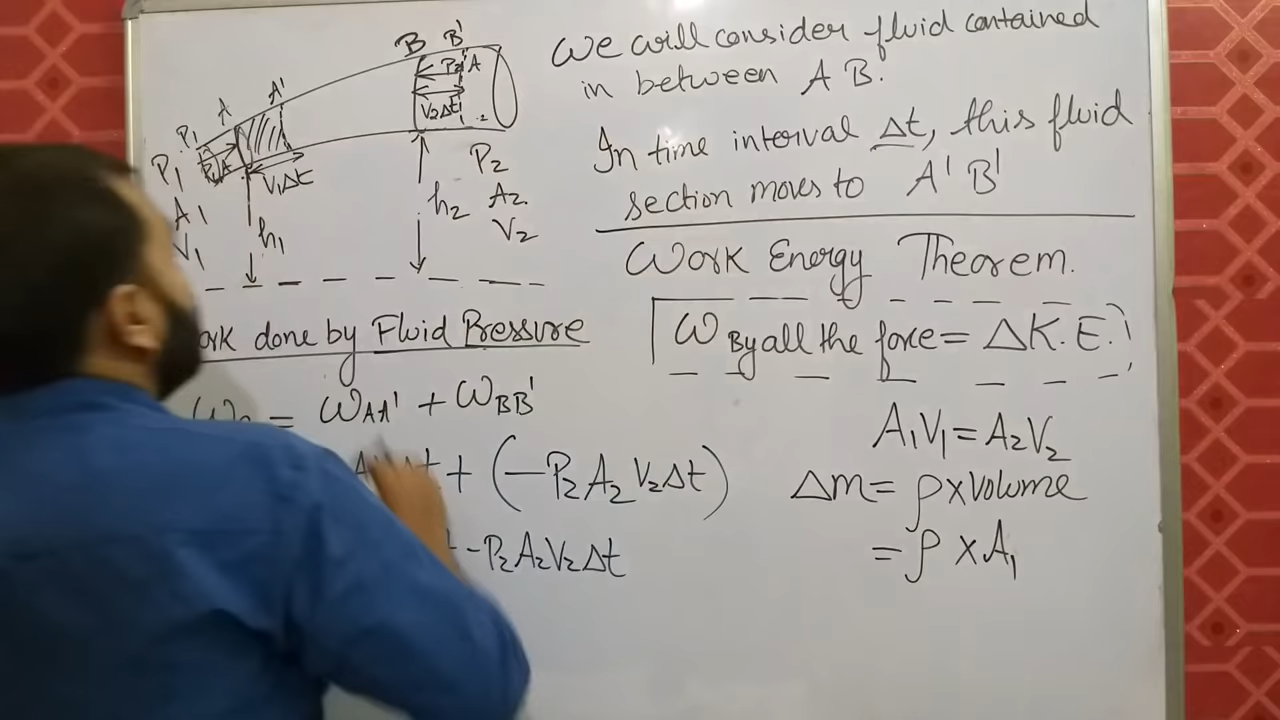 B B'
P₂A
A A'
P₁
V₂Δt
P₁
V₁Δt
A₁
V₁
h₁
h₂
P₂
A₂
V₂
We will consider fluid contained
in between A B.
In time interval Δt, this fluid
section moves to A' B'
Work Energy Theorem.
W By all the force = ΔK.E.
ork done by Fluid Pressure
= W_AA' + W_BB'
+ (-P₂A₂V₂Δt)
-P₂A₂V₂Δt
A₁V₁ = A₂V₂
Δm = ρ x Volume
= ρ x A₁